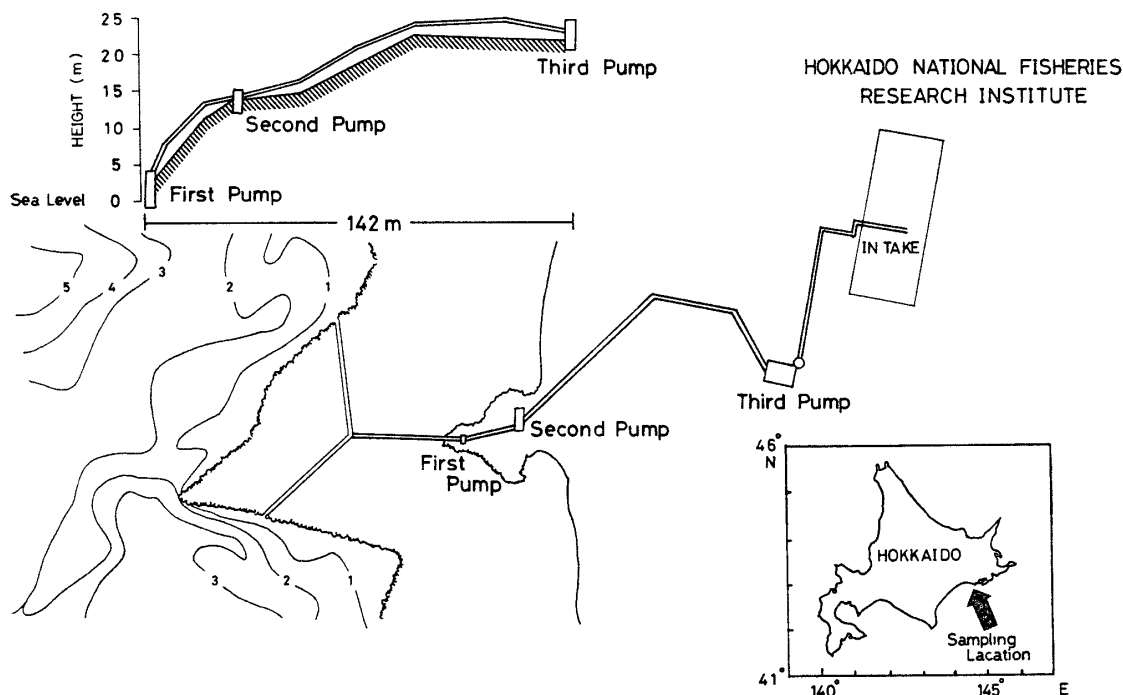 25
20
15
10
5
0
HEIGHT (m)
Sea Level
First Pump
Second Pump
Third Pump
142 m
HOKKAIDO NATIONAL FISHERIES
RESEARCH INSTITUTE
IN TAKE
5
4
3
2
1
First
Pump
Second Pump
Third Pump
3
2
1
46°
N
HOKKAIDO
Sampling
Lacation
41°
140°
145°
E